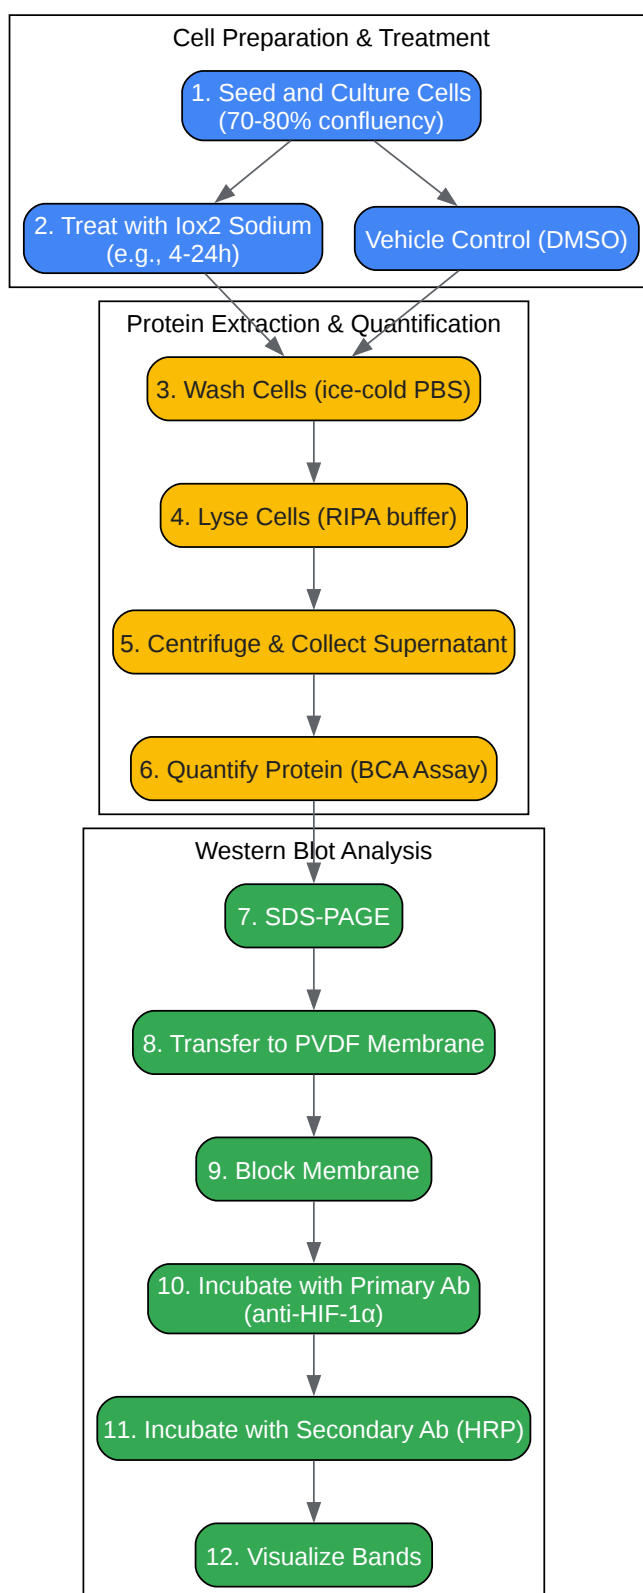 Cell Preparation & Treatment
1. Seed and Culture Cells
(70-80% confluency)
2. Treat with Iox2 Sodium
(e.g., 4-24h)
Vehicle Control (DMSO)
Protein Extraction & Quantification
3. Wash Cells (ice-cold PBS)
4. Lyse Cells (RIPA buffer)
5. Centrifuge & Collect Supernatant
6. Quantify Protein (BCA Assay)
Western Blot Analysis
7. SDS-PAGE
8. Transfer to PVDF Membrane
9. Block Membrane
10. Incubate with Primary Ab
(anti-HIF-1α)
11. Incubate with Secondary Ab (HRP)
12. Visualize Bands